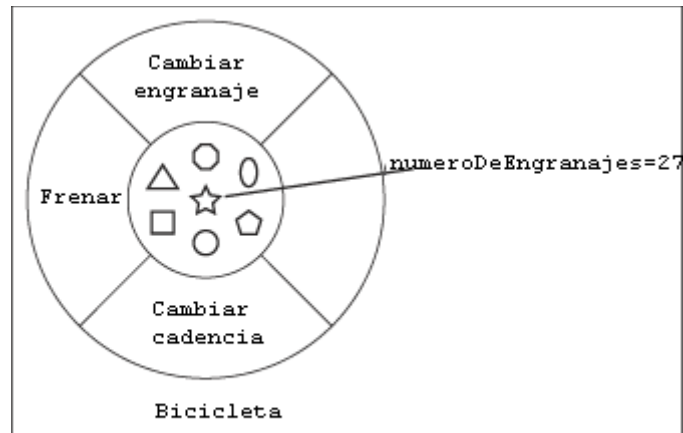 Cambiar
engranaje
numeroDeEngranajes=27
Frenar
Cambiar
cadencia
Bicicleta